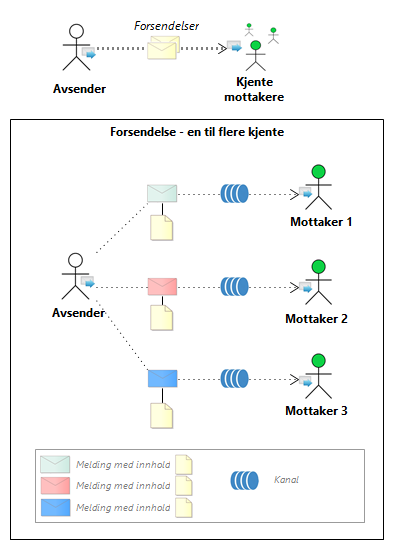 Forsendelser
Avsender
Kjente
mottakere
Forsendelse - en til flere kjente
Mottaker 1
Avsender
Mottaker 2
Mottaker 3
Melding med innhold
Kanal
Melding med innhold
Melding med innhold